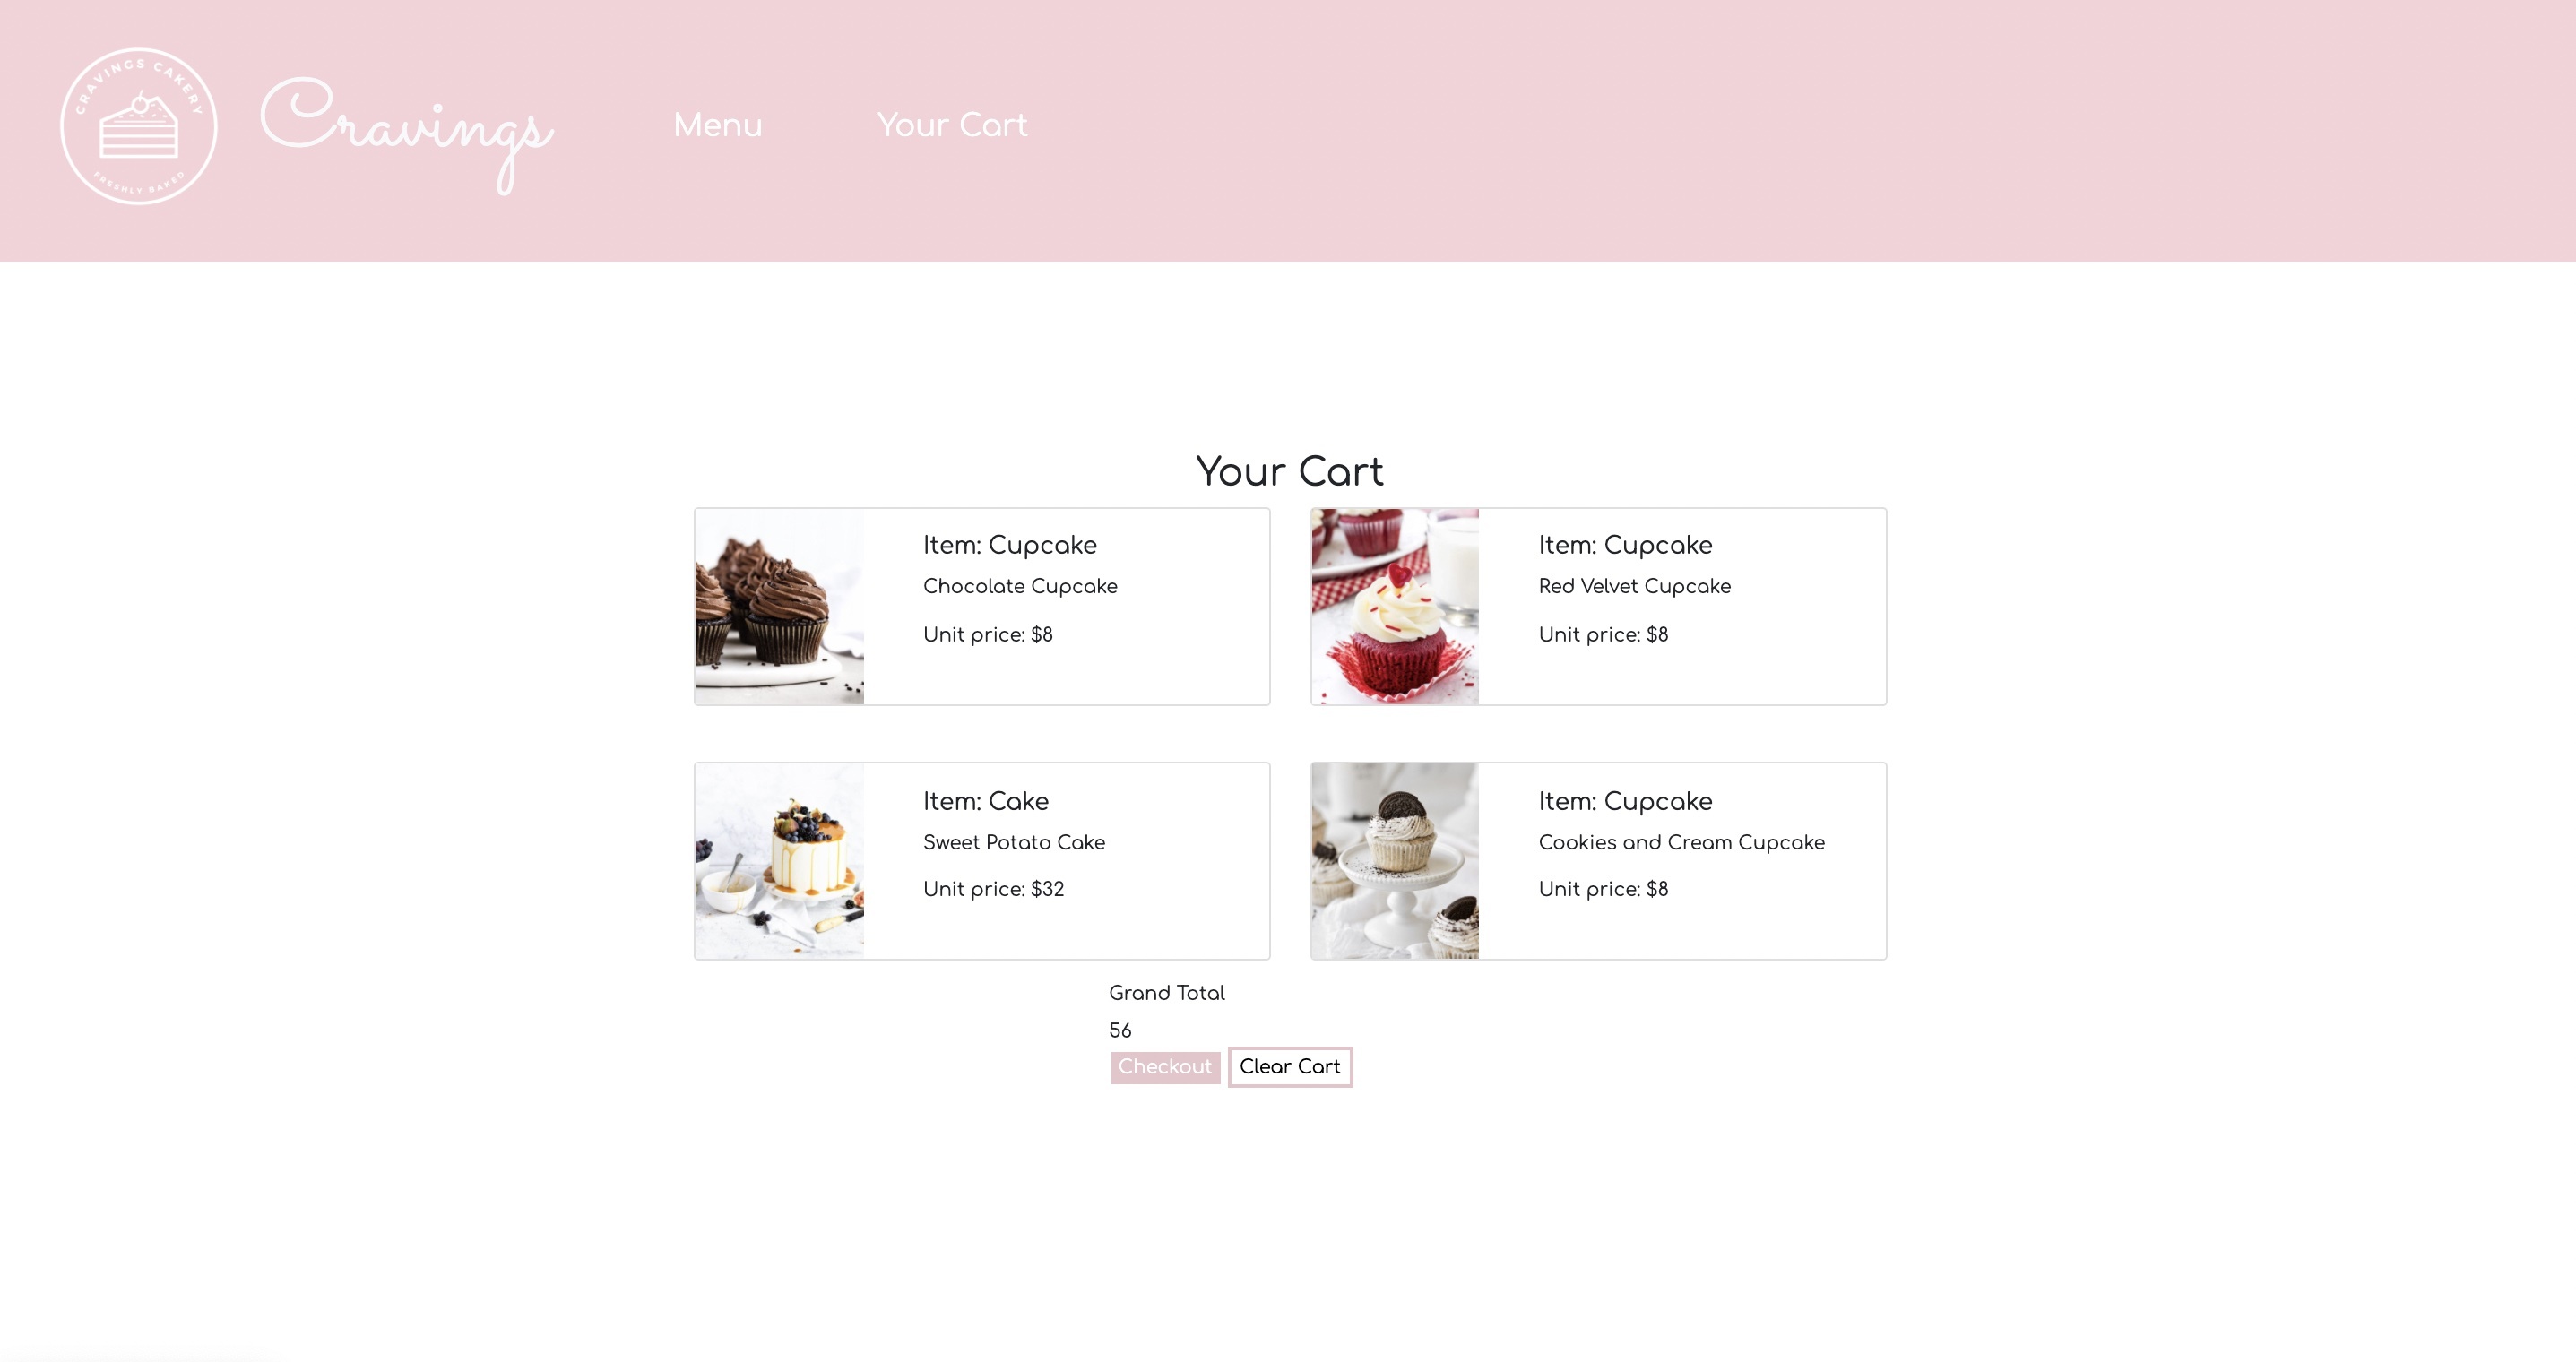 CRAVINGS CAKERY
FRESHLY BAKED
Cravings
Menu
Your Cart
Your Cart
Item: Cupcake
Chocolate Cupcake
Unit price: $8
Item: Cupcake
Red Velvet Cupcake
Unit price: $8
Item: Cake
Sweet Potato Cake
Unit price: $32
Item: Cupcake
Cookies and Cream Cupcake
Unit price: $8
Grand Total
56
Checkout
Clear Cart